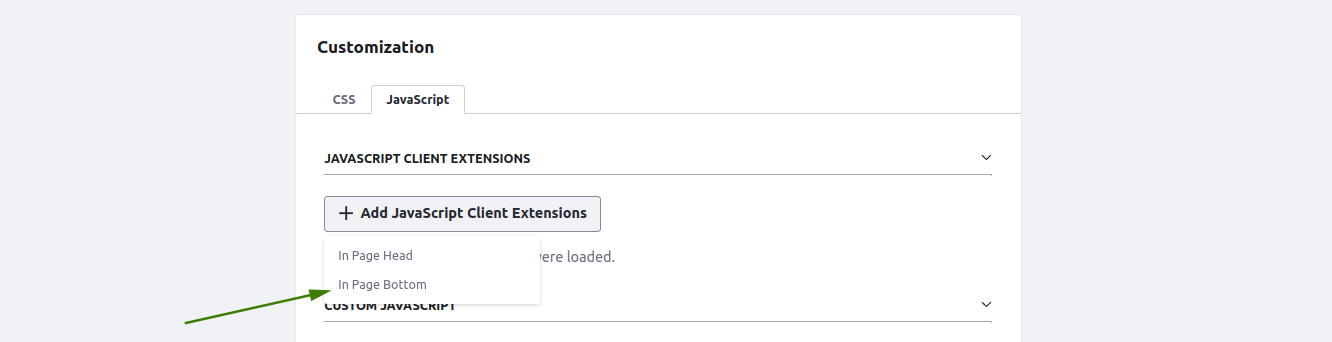 Customization
CSS JavaScript
JAVASCRIPT CLIENT EXTENSIONS
Add JavaScript Client Extensions
In Page Head
were loaded.
In Page Bottom
CUSTOM JAVASCRIPT